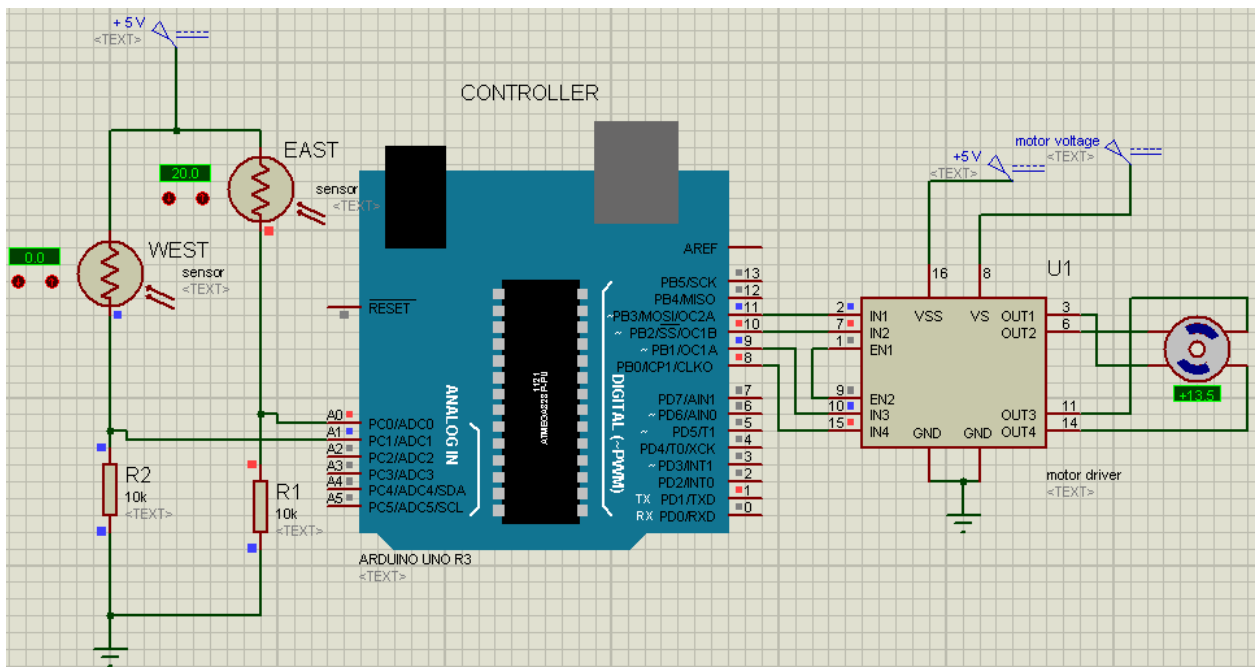 +5V
<TEXT>
CONTROLLER
EAST
20.0
sensor
<TEXT>
WEST
0.0
sensor
<TEXT>
RESET
AREF
PB5/SCK 13
PB4/MISO 12
~PB3/MOSI/OC2A 11
~ PB2/SS/OC1B 10
~ PB1/OC1A 9
PB0/ICP1/CLKO 8
PD7/AIN1 7
~ PD6/AIN0 6
~ PD5/T1 5
PD4/T0/XCK 4
~ PD3/INT1 3
PD2/INT0 2
TX PD1/TXD 1
RX PD0/RXD 0
DIGITAL (~PWM)
ANALOG IN
1121
ATMEGA328P-PU
A0 PC0/ADC0
A1 PC1/ADC1
A2 PC2/ADC2
A3 PC3/ADC3
A4 PC4/ADC4/SDA
A5 PC5/ADC5/SCL
R2
10k
<TEXT>
R1
10k
<TEXT>
ARDUINO UNO R3
<TEXT>
motor voltage
<TEXT>
+5V
<TEXT>
U1
16 8
VSS VS
2 IN1
7 IN2
1 EN1
9 EN2
10 IN3
15 IN4
OUT1 3
OUT2 6
OUT3 11
OUT4 14
GND GND
+13.5
motor driver
<TEXT>